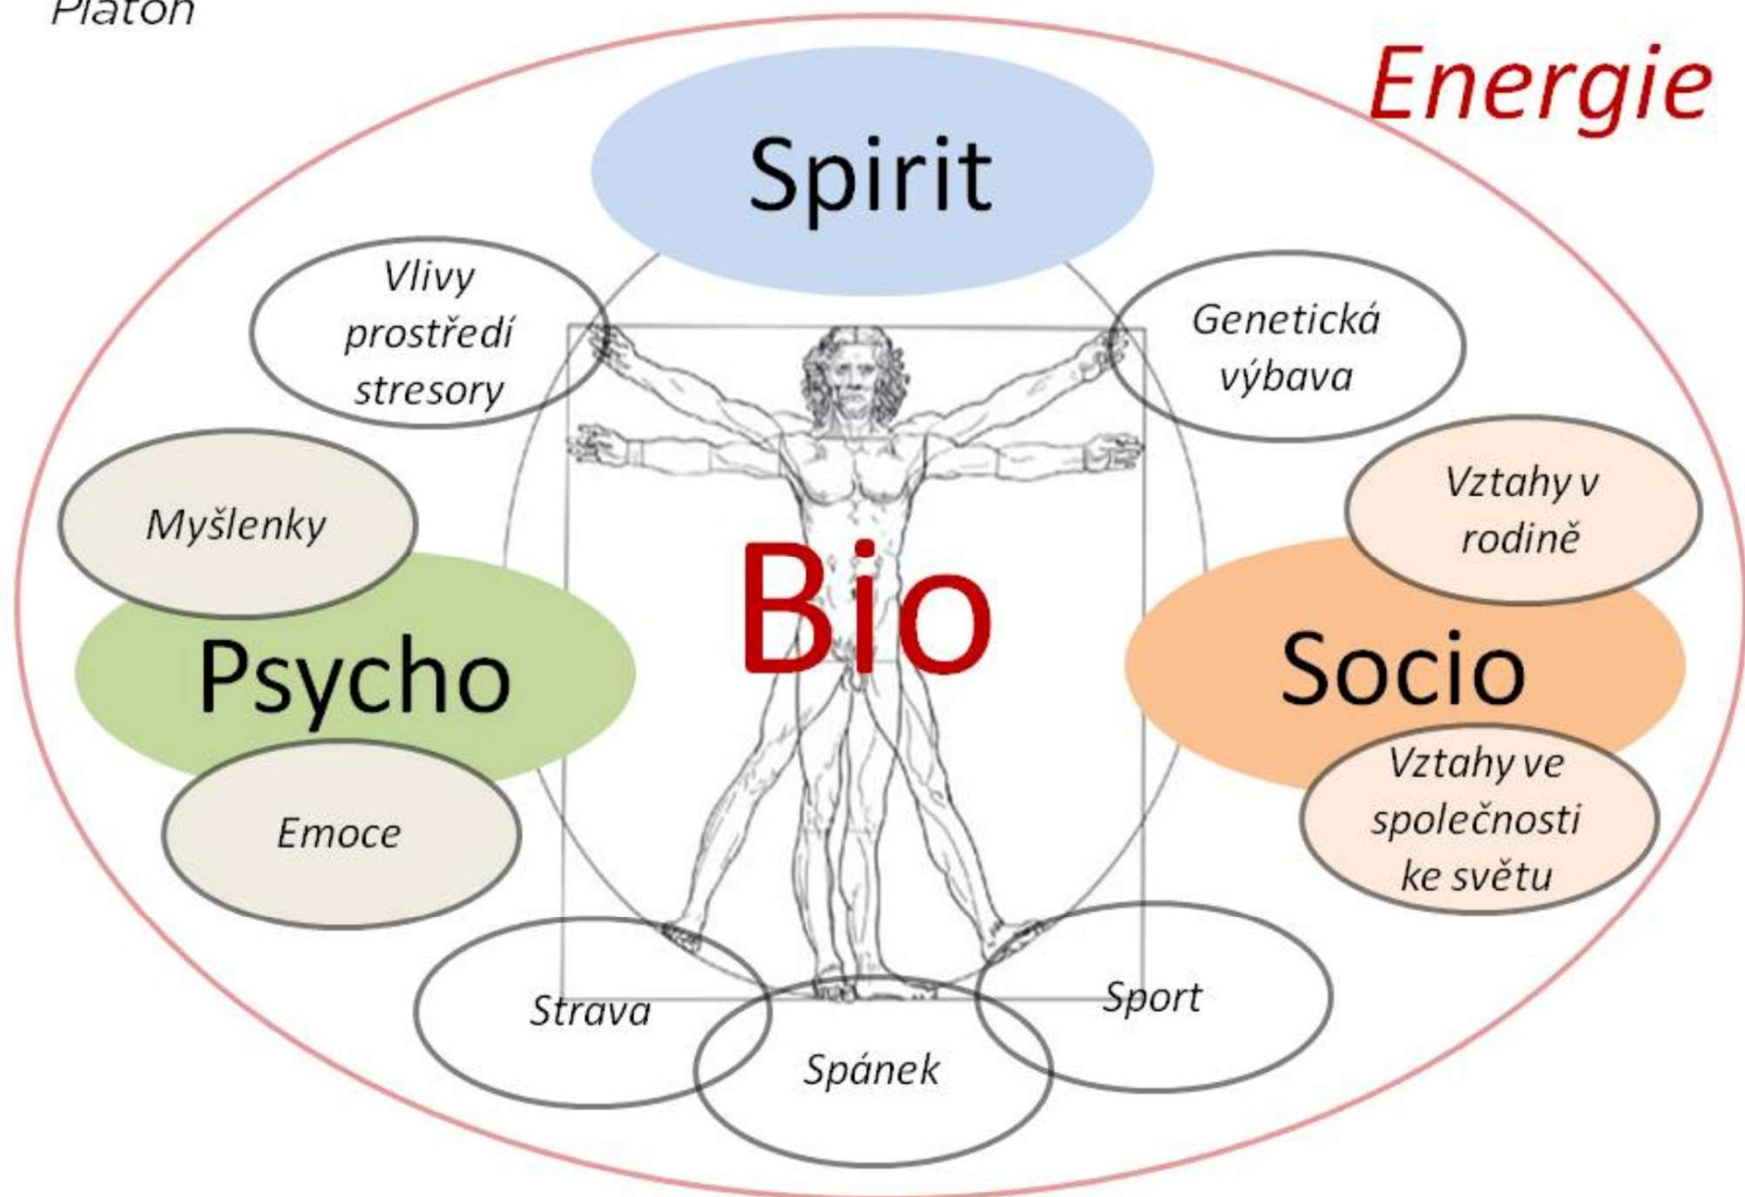 Platón
Energie
Spirit
Vlivy
prostředí
stresory
Genetická
výbava
Myšlenky
Vztahy v
rodině
Bio
Psycho
Socio
Emoce
Vztahy ve
společnosti
ke světu
Strava
Spánek
Sport